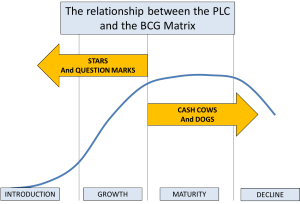 The relationship between the PLC
and the BCG Matrix
STARS
And QUESTION MARKS
CASH COWS
And DOGS
INTRODUCTION
GROWTH
MATURITY
DECLINE